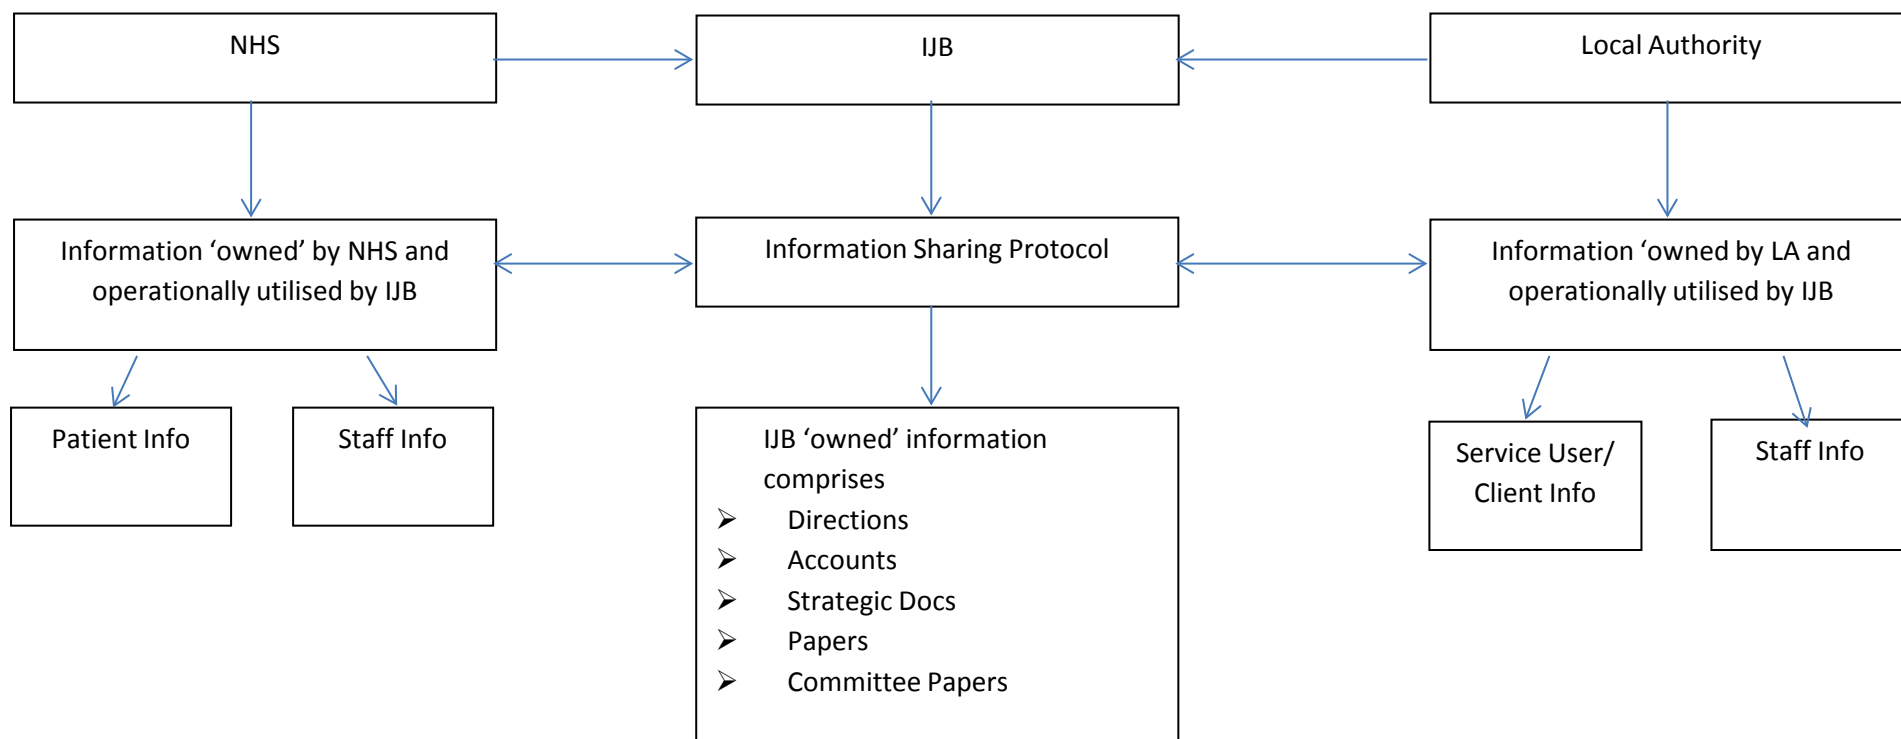 NHS
IJB
Local Authority
Information ‘owned’ by NHS and
operationally utilised by IJB
Information Sharing Protocol
Information ‘owned by LA and
operationally utilised by IJB
Patient Info
Staff Info
IJB ‘owned’ information
comprises
➢ Directions
➢ Accounts
➢ Strategic Docs
➢ Papers
➢ Committee Papers
Service User/
Client Info
Staff Info